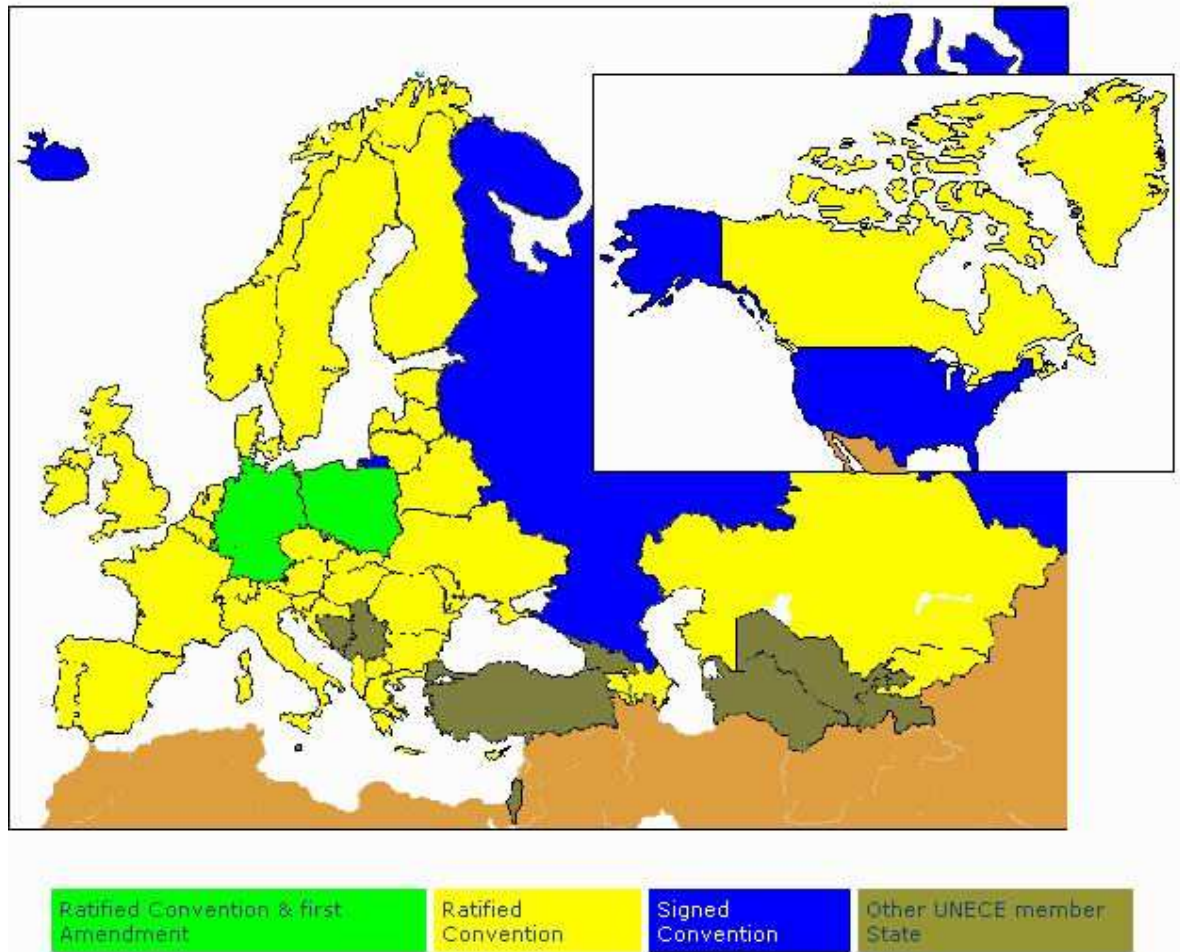 Ratified Convention & first
Amendment
Ratified
Convention
Signed
Convention
Other UNECE member
State